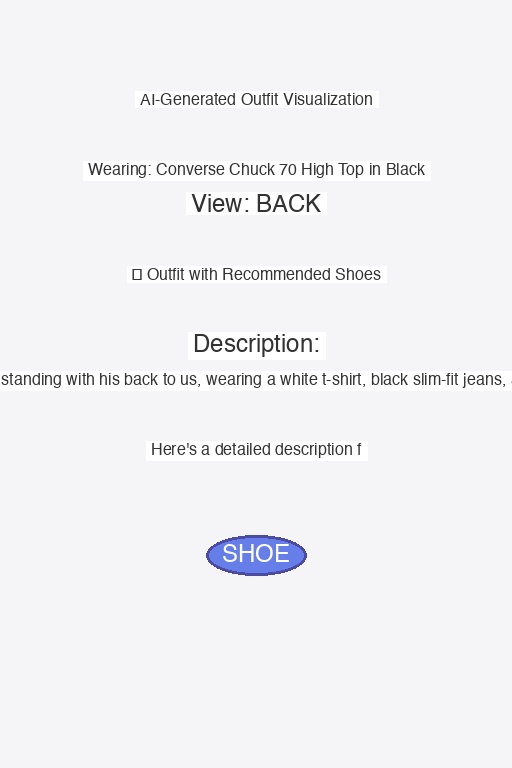 AI-Generated Outfit Visualization
Wearing: Converse Chuck 70 High Top in Black
View: BACK
Outfit with Recommended Shoes
Description:
standing with his back to us, wearing a white t-shirt, black slim-fit jeans,
Here's a detailed description f
SHOE